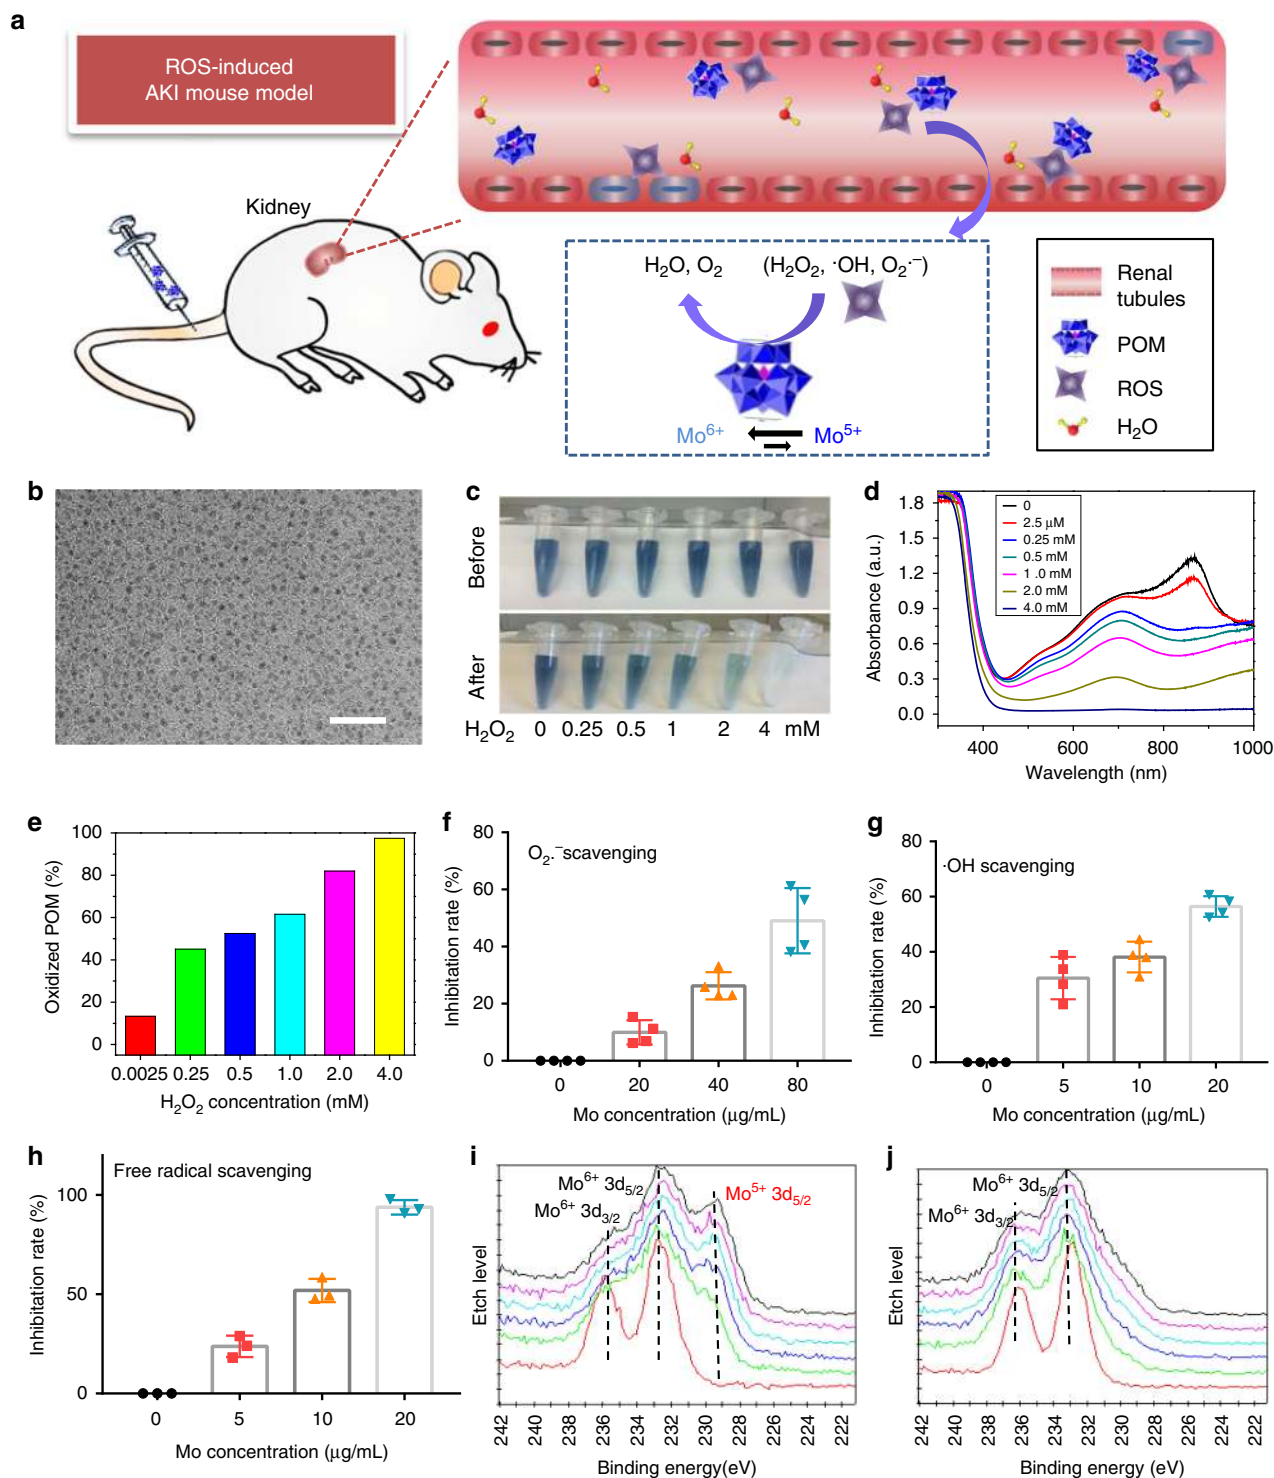 a
ROS-induced
AKI mouse model
Kidney
H₂O, O₂ (H₂O₂, ·OH, O₂·⁻)
Mo⁶⁺ Mo⁵⁺
Renal
tubules
POM
ROS
H₂O
b
c
Before
After
H₂O₂ 0 0.25 0.5 1 2 4 mM
d
Absorbance (a.u.)
1.8
1.5
1.2
0.9
0.6
0.3
0.0
0
2.5 μM
0.25 mM
0.5 mM
1 .0 mM
2.0 mM
4.0 mM
400 600 800 1000
Wavelength (nm)
e
Oxidized POM (%)
100
80
60
40
20
0
0.0025 0.25 0.5 1.0 2.0 4.0
H₂O₂ concentration (mM)
f
O₂.⁻scavenging
Inhibitation rate (%)
80
60
40
20
0
0 20 40 80
Mo concentration (μg/mL)
g
·OH scavenging
Inhibitation rate (%)
80
60
40
20
0
0 5 10 20
Mo concentration (μg/mL)
h
Free radical scavenging
Inhibitation rate (%)
100
50
0
0 5 10 20
Mo concentration (μg/mL)
i
Mo⁶⁺ 3d₅/₂
Mo⁶⁺ 3d₃/₂
Mo⁵⁺ 3d₅/₂
Etch level
242 240 238 236 234 232 230 228 226 224 222
Binding energy(eV)
j
Mo⁶⁺ 3d₅/₂
Mo⁶⁺ 3d₃/₂
Etch level
242 240 238 236 234 232 230 228 226 224 222
Binding energy (eV)